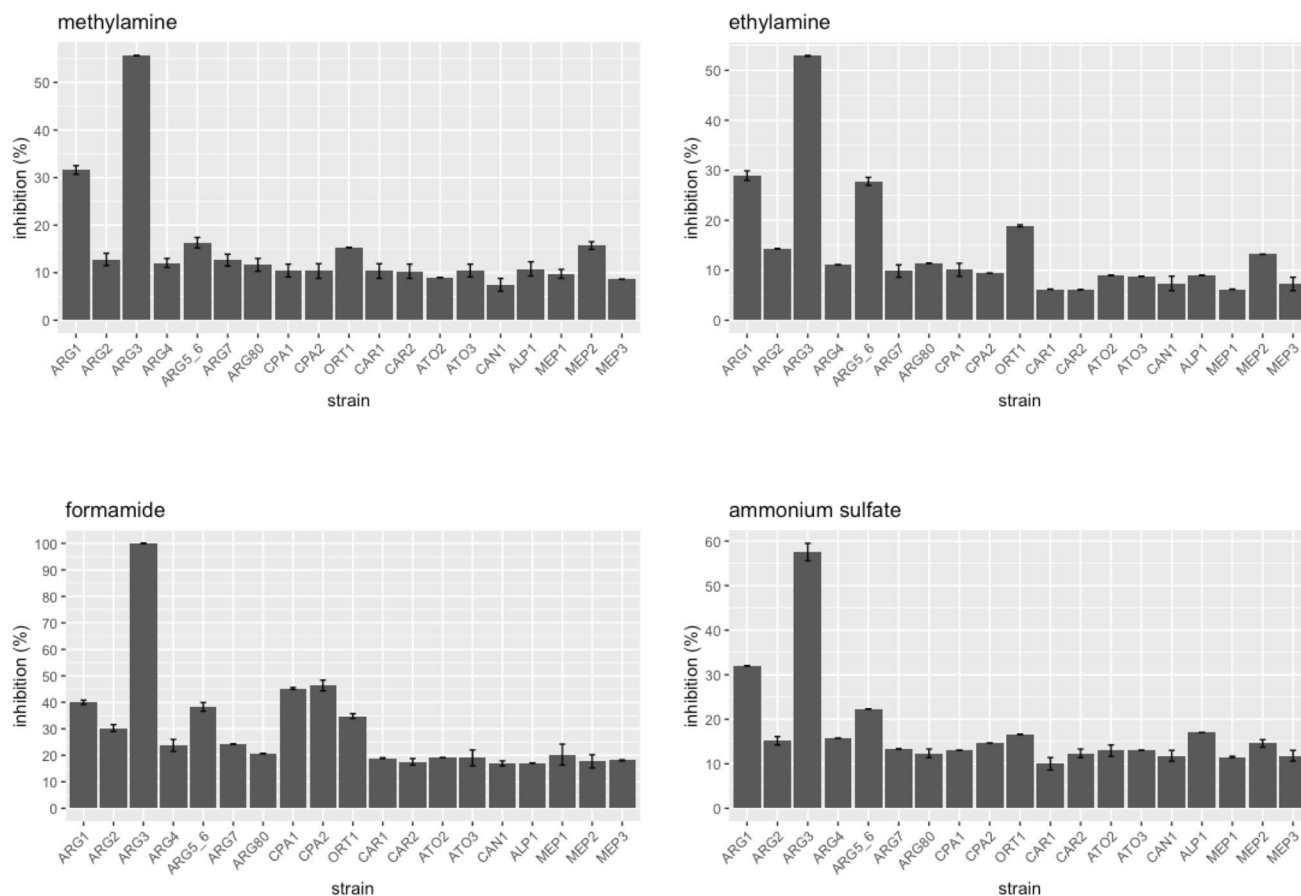 methylamine
inhibition (%)
50
40
30
20
10
0
ARG1 ARG2 ARG3 ARG4 ARG5_6 ARG7 ARG80 CPA1 CPA2 ORT1 CAR1 CAR2 ATO2 ATO3 CAN1 ALP1 MEP1 MEP2 MEP3
strain
ethylamine
inhibition (%)
50
40
30
20
10
0
ARG1 ARG2 ARG3 ARG4 ARG5_6 ARG7 ARG80 CPA1 CPA2 ORT1 CAR1 CAR2 ATO2 ATO3 CAN1 ALP1 MEP1 MEP2 MEP3
strain
formamide
inhibition (%)
100
90
80
70
60
50
40
30
20
10
0
ARG1 ARG2 ARG3 ARG4 ARG5_6 ARG7 ARG80 CPA1 CPA2 ORT1 CAR1 CAR2 ATO2 ATO3 CAN1 ALP1 MEP1 MEP2 MEP3
strain
ammonium sulfate
inhibition (%)
60
50
40
30
20
10
0
ARG1 ARG2 ARG3 ARG4 ARG5_6 ARG7 ARG80 CPA1 CPA2 ORT1 CAR1 CAR2 ATO2 ATO3 CAN1 ALP1 MEP1 MEP2 MEP3
strain